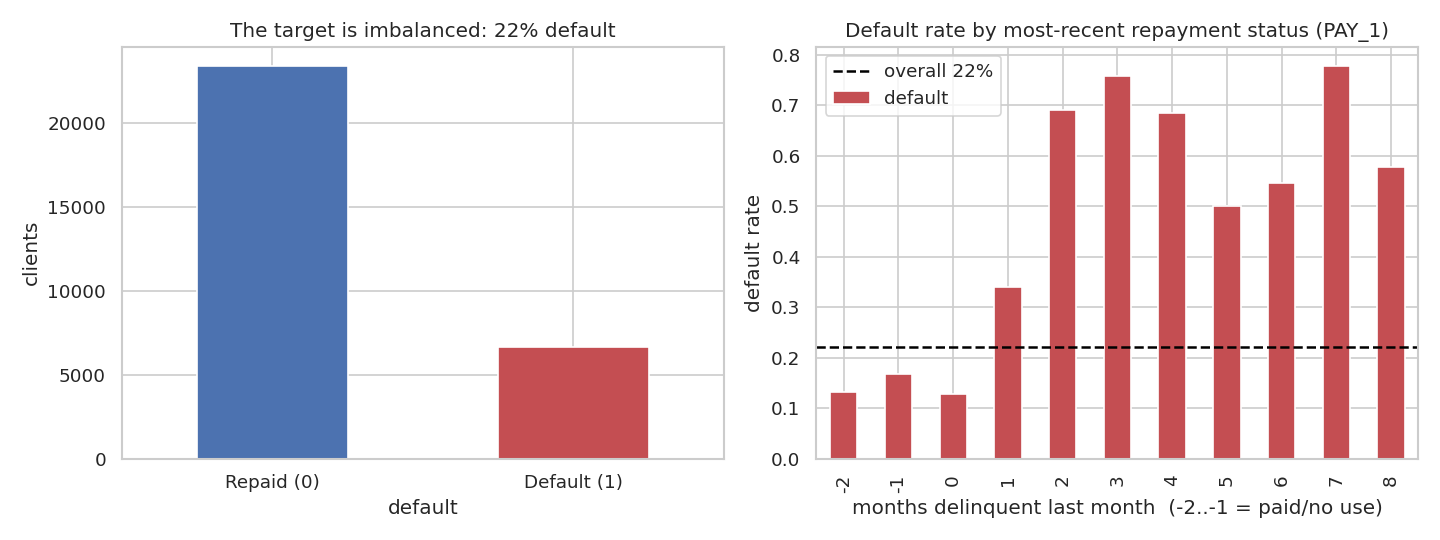 The target is imbalanced: 22% default
clients
20000
15000
10000
5000
0
Repaid (0)
Default (1)
default
Default rate by most-recent repayment status (PAY_1)
default rate
0.8
0.7
0.6
0.5
0.4
0.3
0.2
0.1
0.0
overall 22%
default
-2
-1
0
1
2
3
4
5
6
7
8
months delinquent last month (-2..-1 = paid/no use)